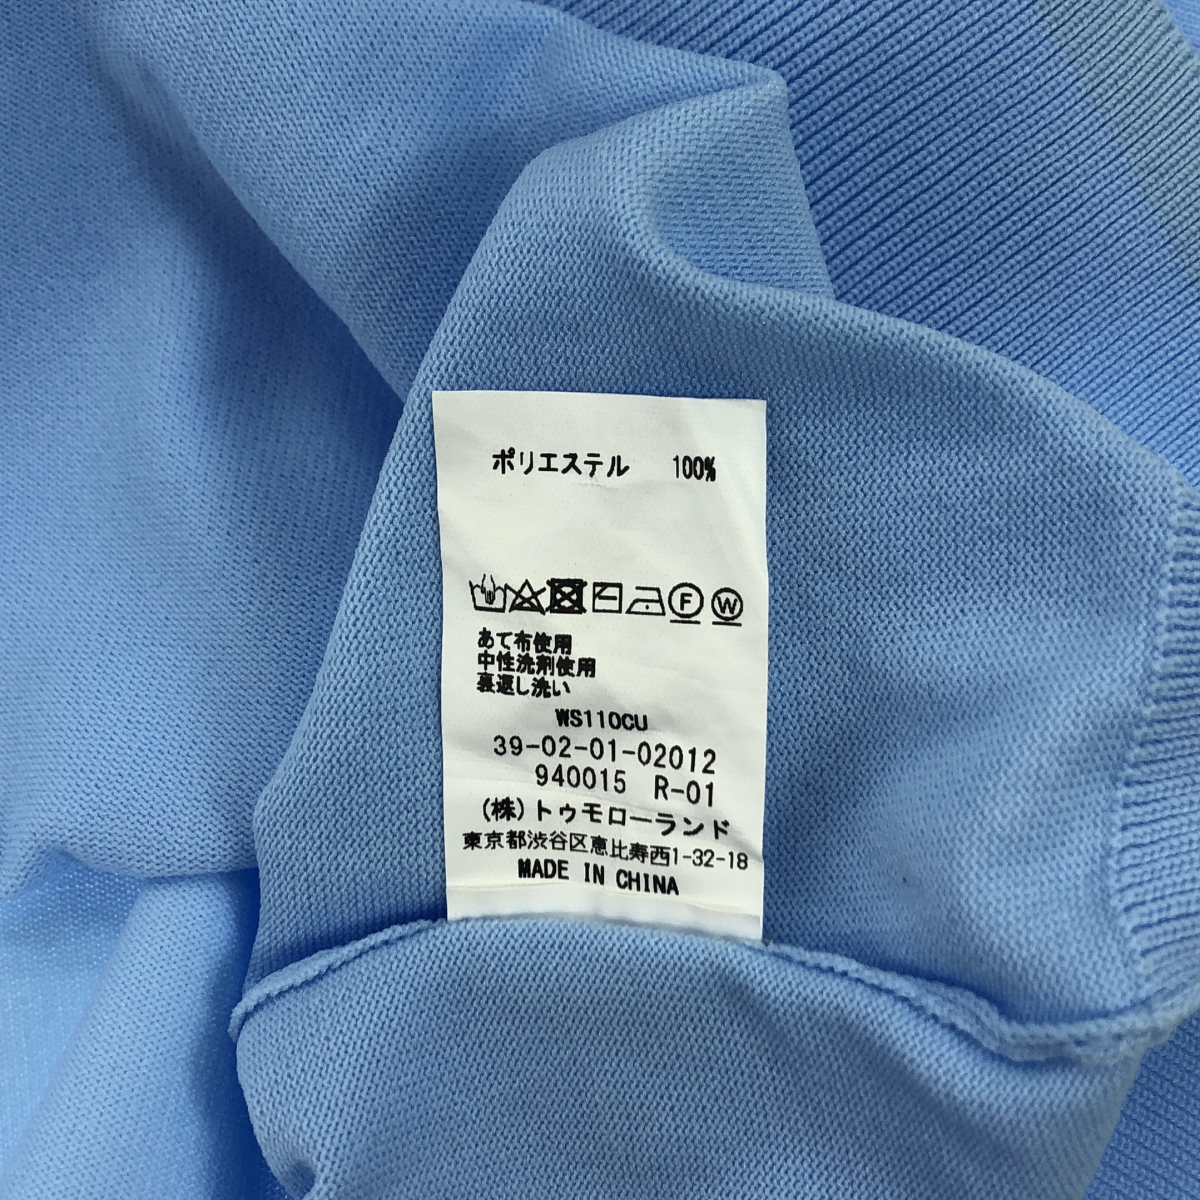 ポリエステル 100%
F W
あて布使用
中性洗剤使用
裏返し洗い
WS110CU
39-02-01-02012
940015 R-01
(株)トゥモローランド
東京都渋谷区恵比寿西1-32-18
MADE IN CHINA